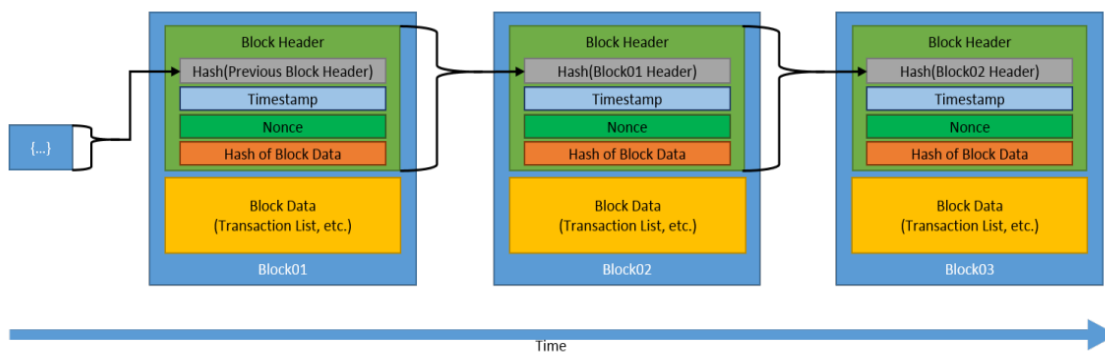 {...}
Block Header
Hash(Previous Block Header)
Timestamp
Nonce
Hash of Block Data
Block Data
(Transaction List, etc.)
Block01
Block Header
Hash(Block01 Header)
Timestamp
Nonce
Hash of Block Data
Block Data
(Transaction List, etc.)
Block02
Block Header
Hash(Block02 Header)
Timestamp
Nonce
Hash of Block Data
Block Data
(Transaction List, etc.)
Block03
Time